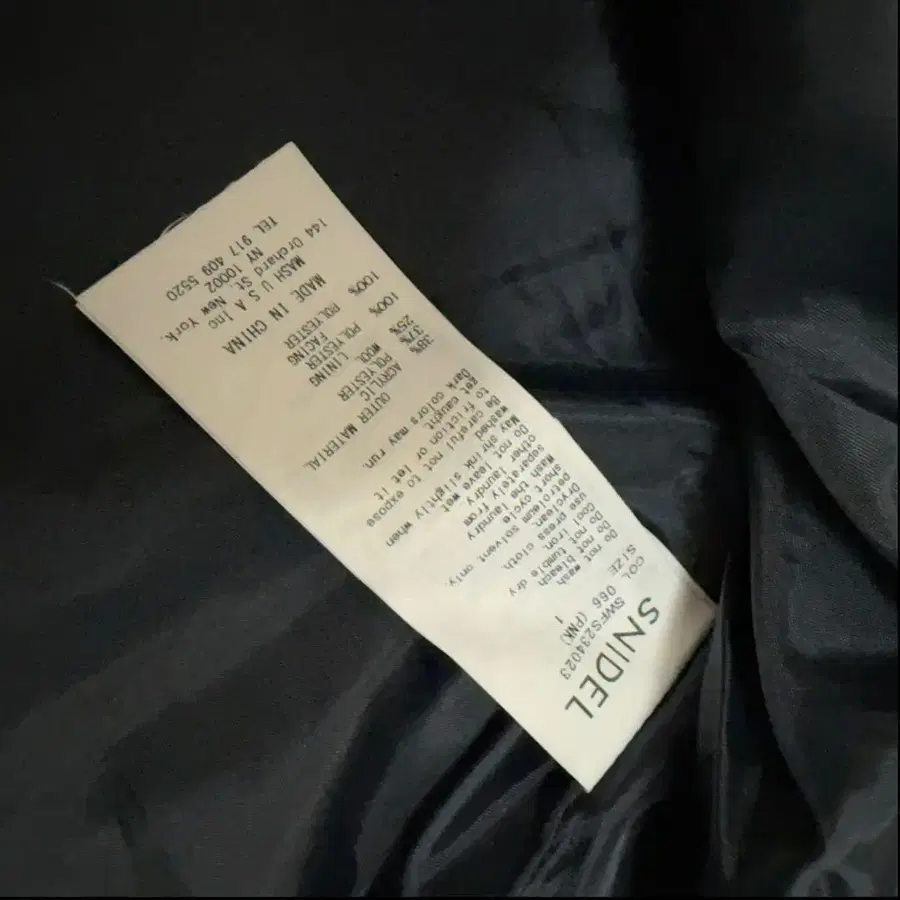 SNIDEL
SWFS234023
COL 066 (PNK)
SIZE 1
Do not wash
Do not bleach
Do not tumble dry
cool iron.
use press cloth.
Dryclean.
petroleum solvent only.
short cycle
Wash the laundry
separately from
other laundry
Do not leave wet
May shrink slightly when
washed
Be careful not to expose
to friction or let it
get caught
Dark colors may run.
OUTER MATERIAL
ACRYLIC 38%
POLYESTER 37%
WOOL 25%
LINING
POLYESTER 100%
FACING
POLYESTER 100%
MADE IN CHINA
MASH U S A Inc
144 Orchard St. New York.
NY 10002
TEL 917 409 5520